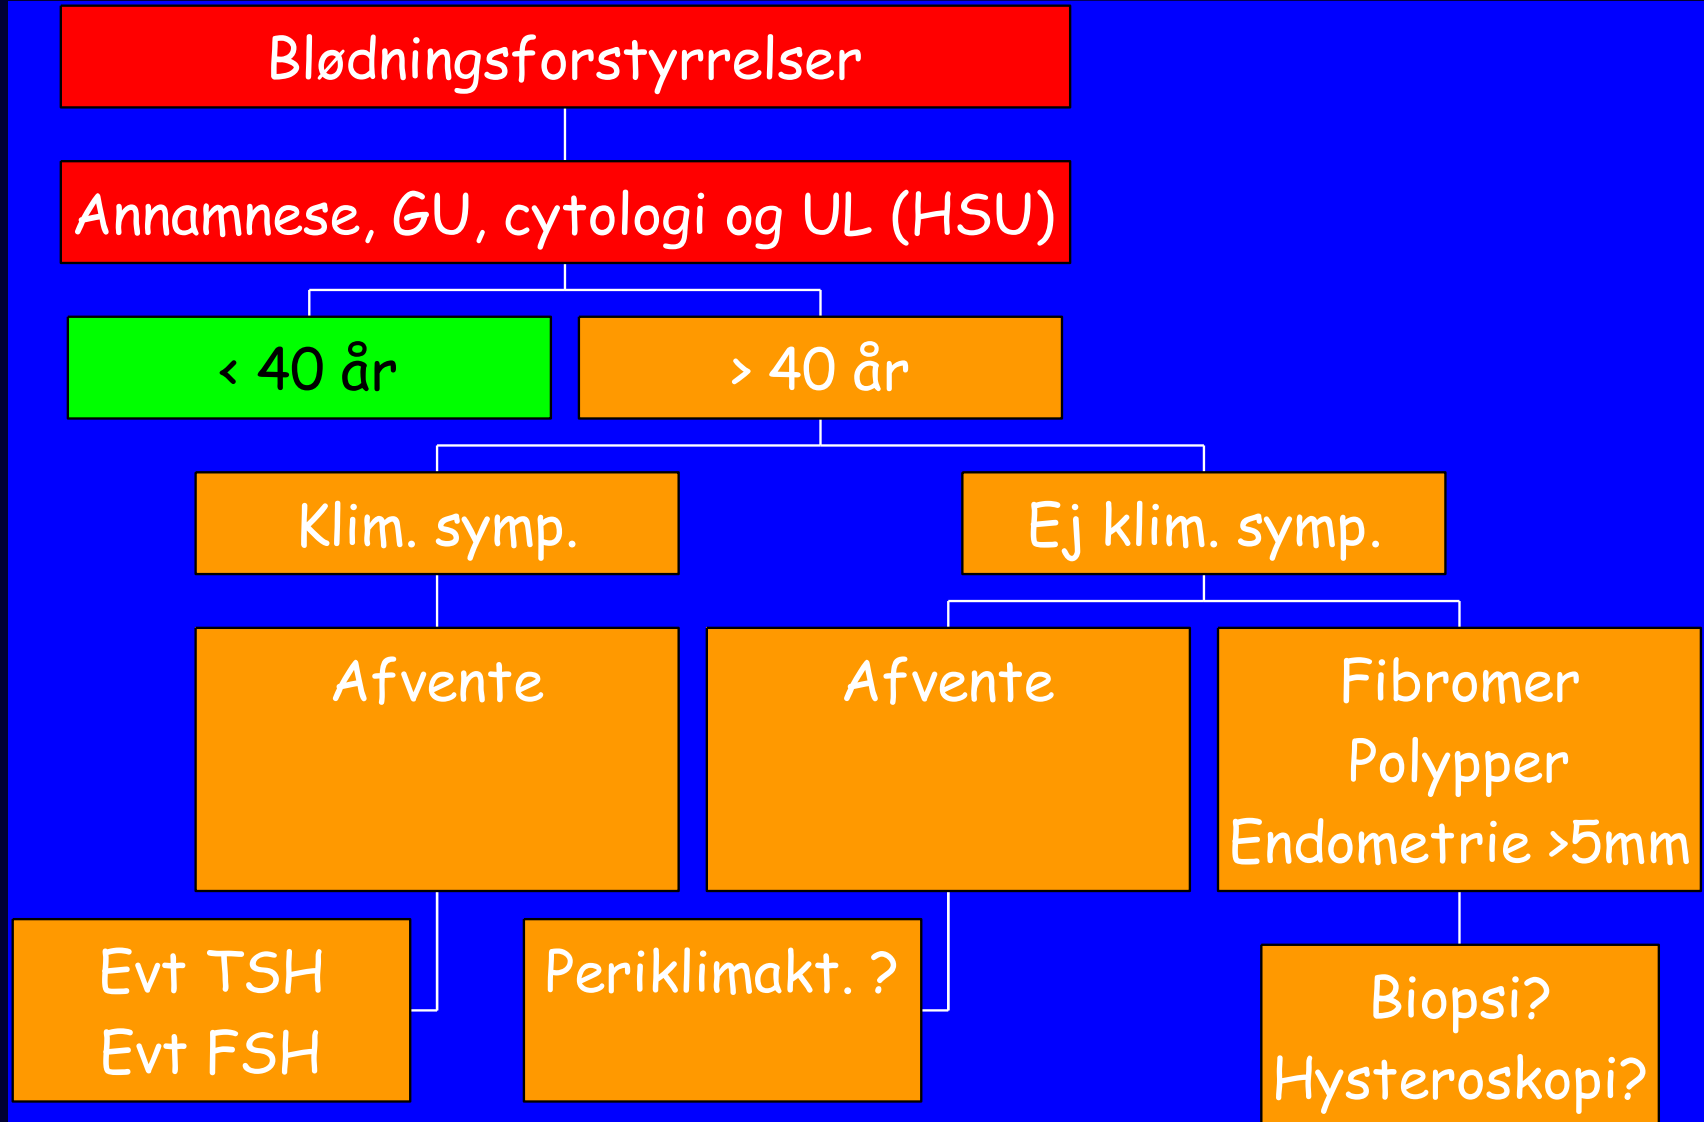 Blødningsforstyrrelser
Annamnese, GU, cytologi og UL (HSU)
< 40 år
> 40 år
Klim. symp.
Ej klim. symp.
Afvente
Afvente
Fibromer
Polypper
Endometrie >5mm
Evt TSH
Evt FSH
Periklimakt. ?
Biopsi?
Hysteroskopi?